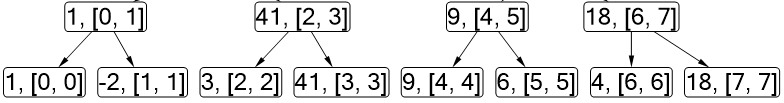 1, [0, 1] 41, [2, 3] 9, [4, 5] 18, [6, 7]
1, [0, 0] -2, [1, 1] 3, [2, 2] 41, [3, 3] 9, [4, 4] 6, [5, 5] 4, [6, 6] 18, [7, 7]